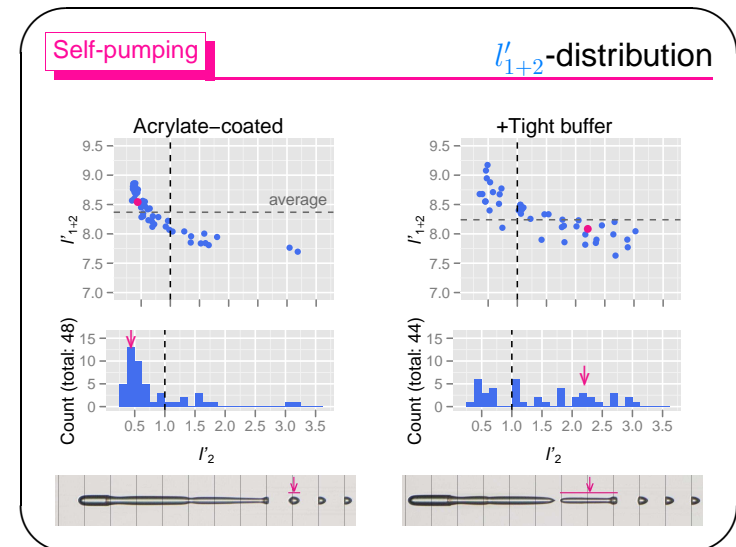 Self-pumping
l′1+2-distribution
Acrylate−coated
+Tight buffer
9.5
9.0
8.5
8.0
7.5
7.0
l'1+2
average
9.5
9.0
8.5
8.0
7.5
7.0
l'1+2
15
10
5
0
Count (total: 48)
0.5 1.0 1.5 2.0 2.5 3.0 3.5
l'2
15
10
5
0
Count (total: 44)
0.5 1.0 1.5 2.0 2.5 3.0 3.5
l'2